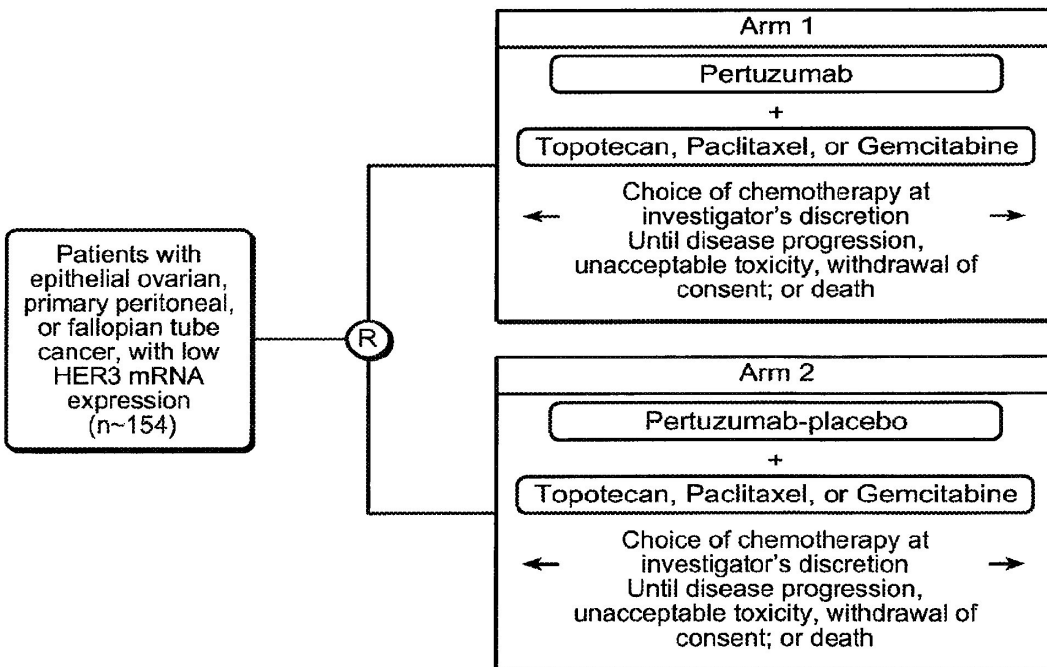 Patients with
epithelial ovarian,
primary peritoneal,
or fallopian tube
cancer, with low
HER3 mRNA
expression
(n~154)
R
Arm 1
Pertuzumab
+
Topotecan, Paclitaxel, or Gemcitabine
Choice of chemotherapy at
investigator's discretion
Until disease progression,
unacceptable toxicity, withdrawal of
consent; or death
Arm 2
Pertuzumab-placebo
+
Topotecan, Paclitaxel, or Gemcitabine
Choice of chemotherapy at
investigator's discretion
Until disease progression,
unacceptable toxicity, withdrawal of
consent; or death